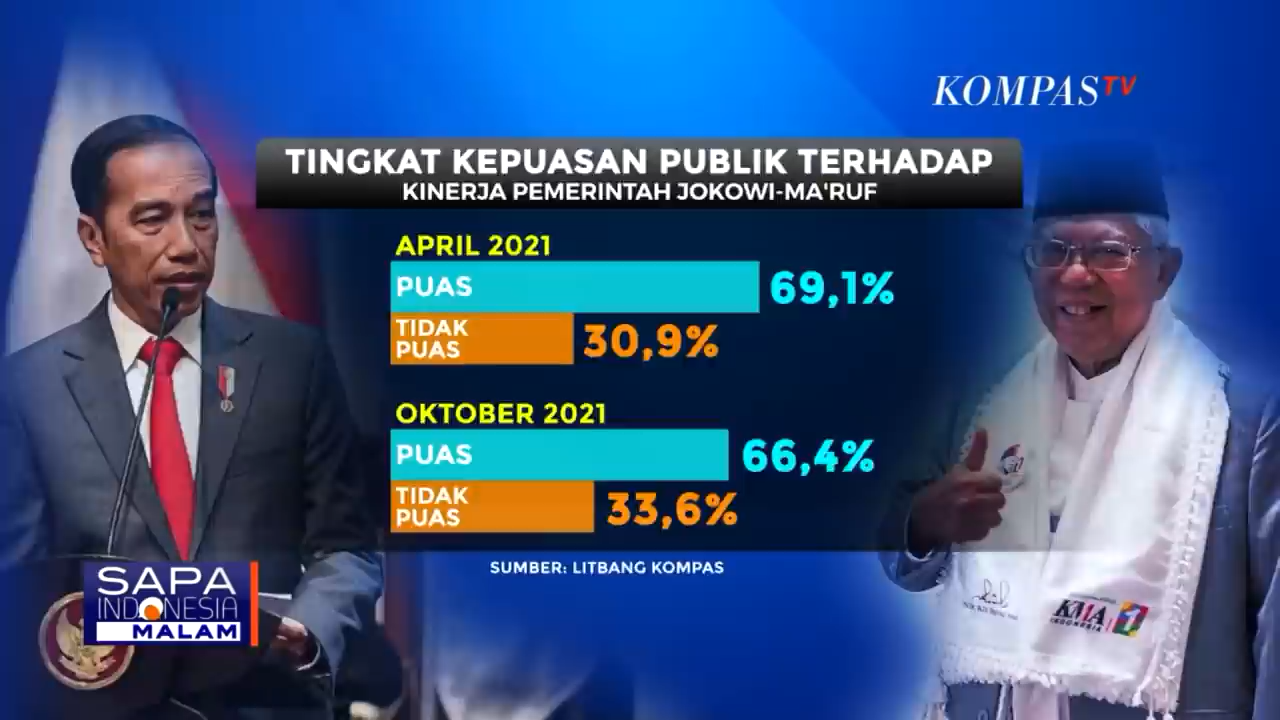 KOMPASTV
TINGKAT KEPUASAN PUBLIK TERHADAP
KINERJA PEMERINTAH JOKOWI-MA'RUF
APRIL 2021
PUAS
69,1%
TIDAK
PUAS
30,9%
OKTOBER 2021
PUAS
66,4%
TIDAK
PUAS
33,6%
SUMBER: LITBANG KOMPAS
SAPA
INDONESIA
MALAM
KMA
INDONESIA
1